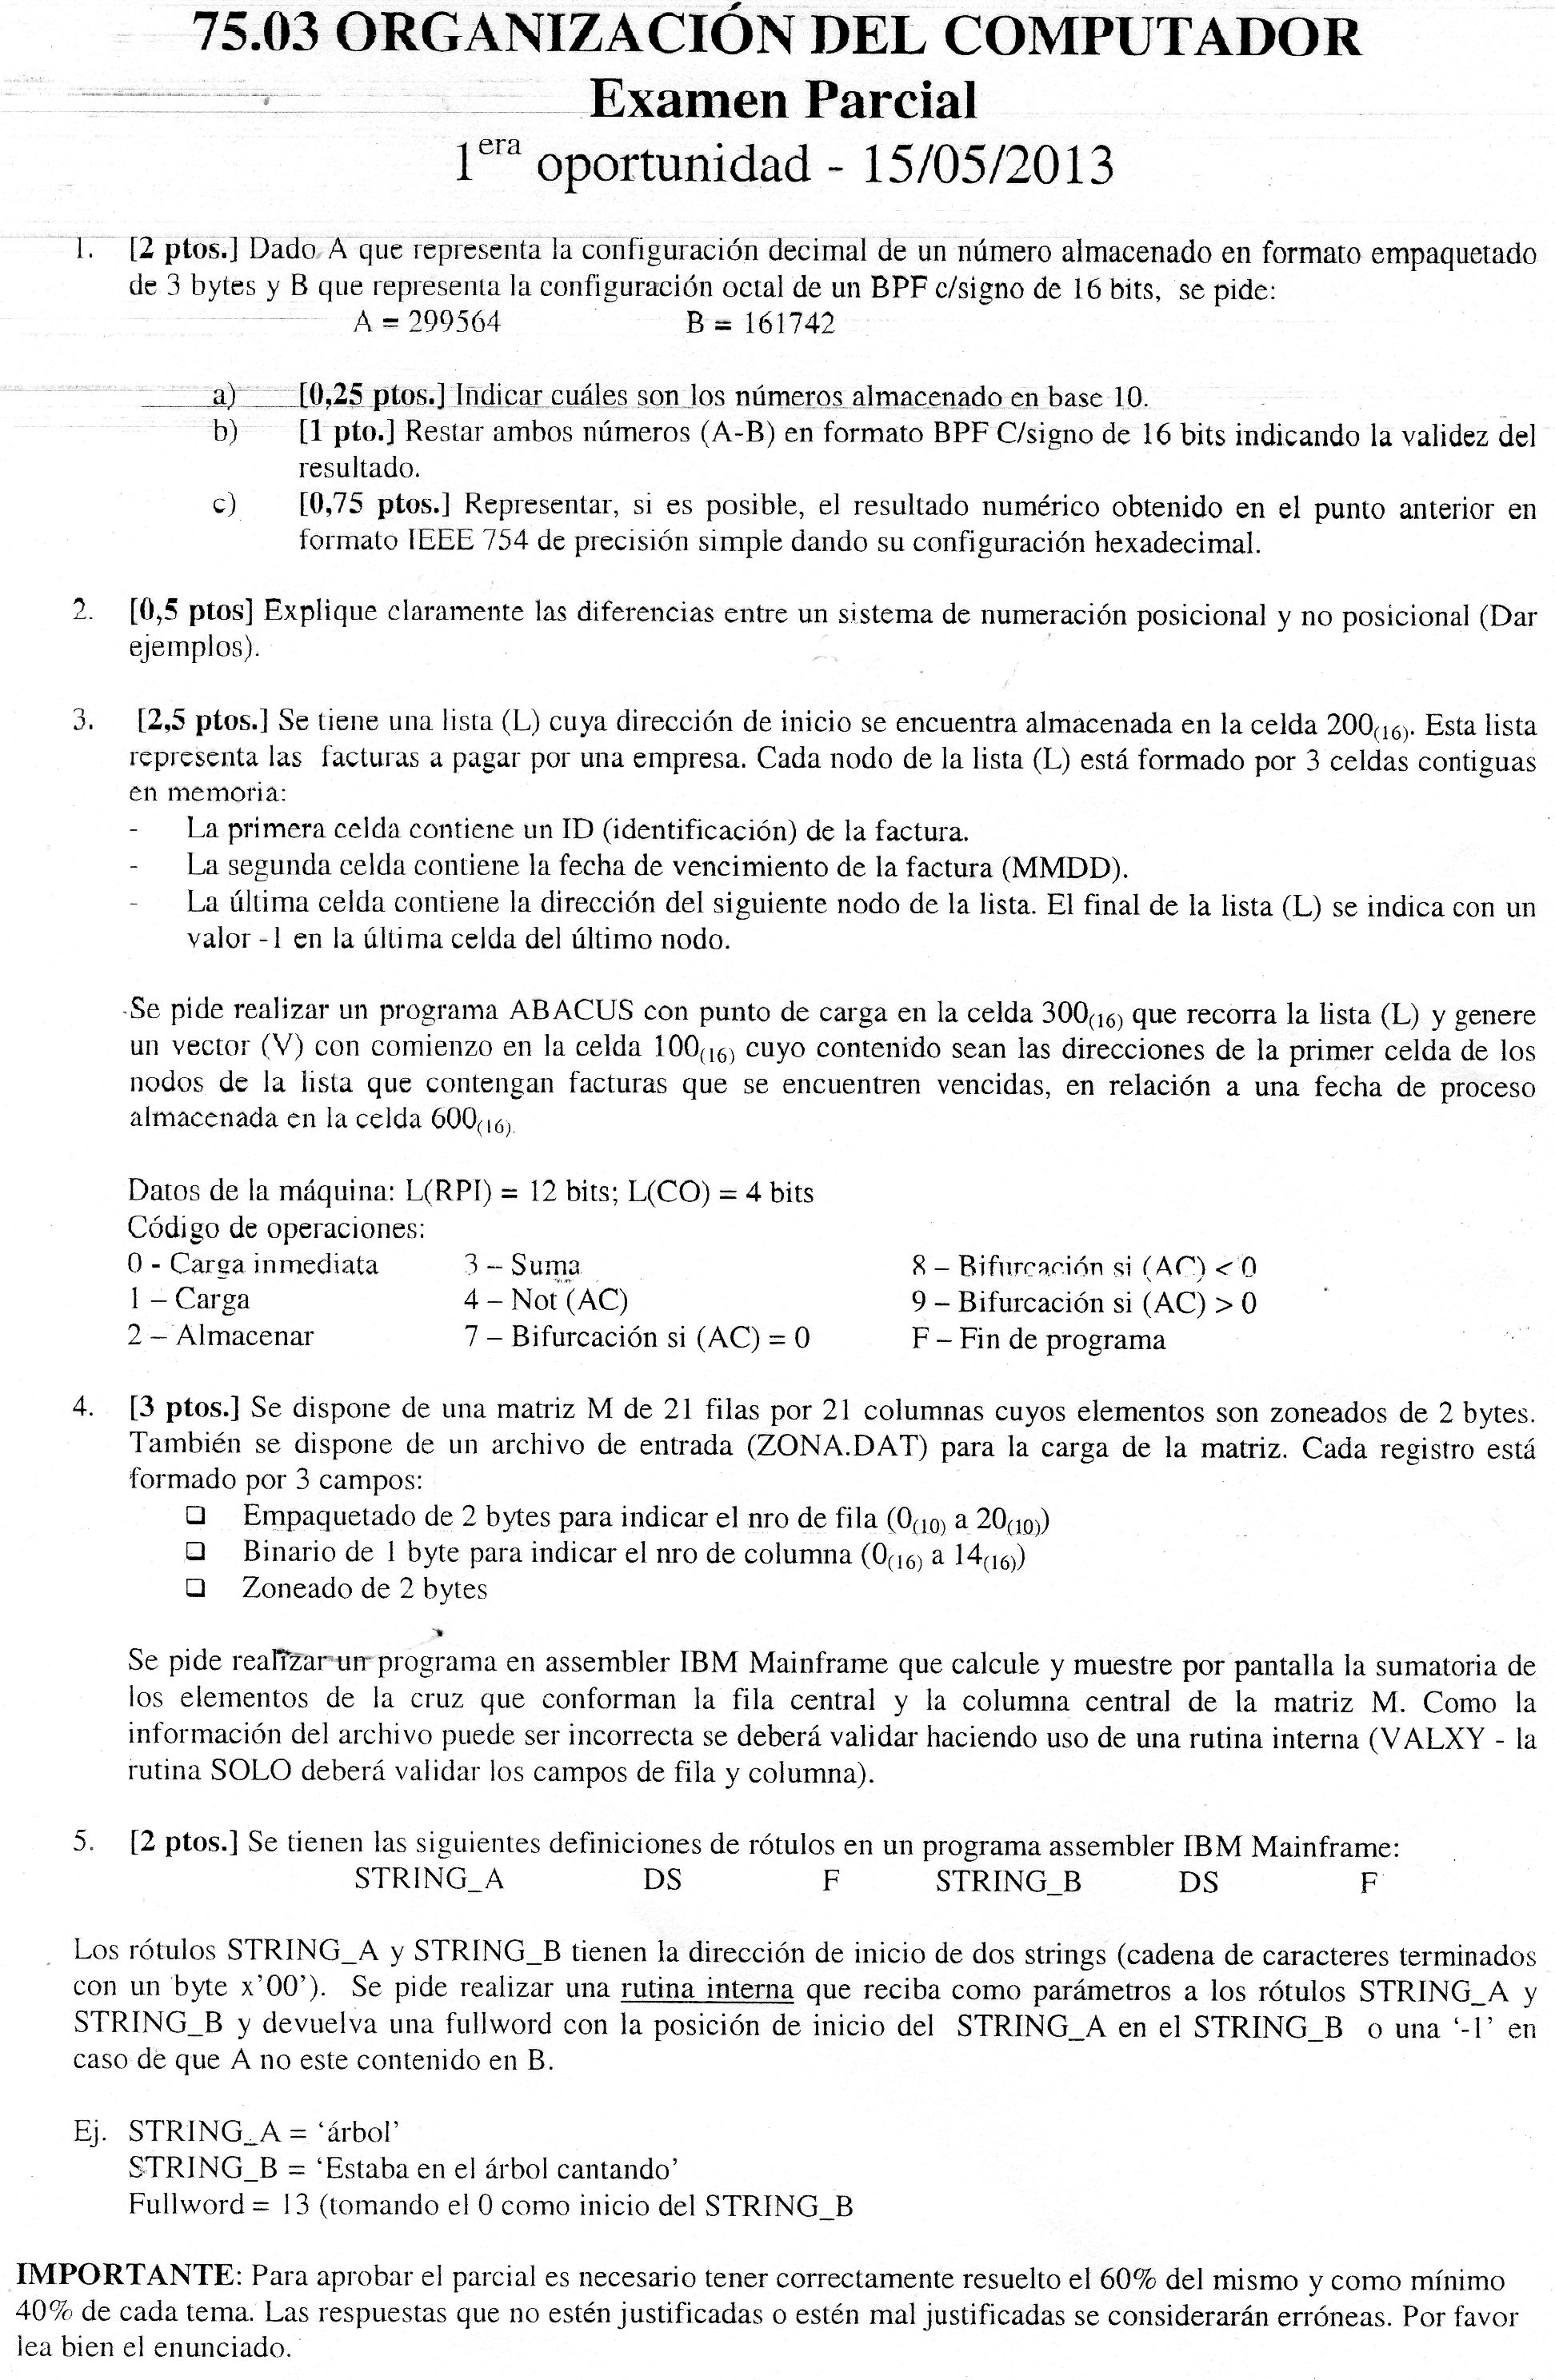 75.03 ORGANIZACIÓN DEL COMPUTADOR
Examen Parcial
1era oportunidad - 15/05/2013
1. [2 ptos.] Dado A que representa la configuración decimal de un número almacenado en formato empaquetado
de 3 bytes y B que representa la configuración octal de un BPF c/signo de 16 bits, se pide:
A = 299564 B = 161742
a) [0,25 ptos.] Indicar cuáles son los números almacenado en base 10.
b) [1 pto.] Restar ambos números (A-B) en formato BPF C/signo de 16 bits indicando la validez del
resultado.
c) [0,75 ptos.] Representar, si es posible, el resultado numérico obtenido en el punto anterior en
formato IEEE 754 de precisión simple dando su configuración hexadecimal.
2. [0,5 ptos] Explique claramente las diferencias entre un sistema de numeración posicional y no posicional (Dar
ejemplos).
3. [2,5 ptos.] Se tiene una lista (L) cuya dirección de inicio se encuentra almacenada en la celda 200(16). Esta lista
representa las facturas a pagar por una empresa. Cada nodo de la lista (L) está formado por 3 celdas contiguas
en memoria:
- La primera celda contiene un ID (identificación) de la factura.
- La segunda celda contiene la fecha de vencimiento de la factura (MMDD).
- La última celda contiene la dirección del siguiente nodo de la lista. El final de la lista (L) se indica con un
valor -1 en la última celda del último nodo.
Se pide realizar un programa ABACUS con punto de carga en la celda 300(16) que recorra la lista (L) y genere
un vector (V) con comienzo en la celda 100(16) cuyo contenido sean las direcciones de la primer celda de los
nodos de la lista que contengan facturas que se encuentren vencidas, en relación a una fecha de proceso
almacenada en la celda 600(16).
Datos de la máquina: L(RPI) = 12 bits; L(CO) = 4 bits
Código de operaciones:
0 - Carga inmediata 3 – Suma 8 – Bifurcación si (AC) < 0
1 – Carga 4 – Not (AC) 9 – Bifurcación si (AC) > 0
2 – Almacenar 7 – Bifurcación si (AC) = 0 F – Fin de programa
4. [3 ptos.] Se dispone de una matriz M de 21 filas por 21 columnas cuyos elementos son zoneados de 2 bytes.
También se dispone de un archivo de entrada (ZONA.DAT) para la carga de la matriz. Cada registro está
formado por 3 campos:
❑ Empaquetado de 2 bytes para indicar el nro de fila (0(10) a 20(10))
❑ Binario de 1 byte para indicar el nro de columna (0(16) a 14(16))
❑ Zoneado de 2 bytes
Se pide realizar un programa en assembler IBM Mainframe que calcule y muestre por pantalla la sumatoria de
los elementos de la cruz que conforman la fila central y la columna central de la matriz M. Como la
información del archivo puede ser incorrecta se deberá validar haciendo uso de una rutina interna (VALXY - la
rutina SOLO deberá validar los campos de fila y columna).
5. [2 ptos.] Se tienen las siguientes definiciones de rótulos en un programa assembler IBM Mainframe:
STRING_A DS F STRING_B DS F
Los rótulos STRING_A y STRING_B tienen la dirección de inicio de dos strings (cadena de caracteres terminados
con un byte x'00'). Se pide realizar una rutina interna que reciba como parámetros a los rótulos STRING_A y
STRING_B y devuelva una fullword con la posición de inicio del STRING_A en el STRING_B o una '-1' en
caso de que A no este contenido en B.
Ej. STRING_A = 'árbol'
STRING_B = 'Estaba en el árbol cantando'
Fullword = 13 (tomando el 0 como inicio del STRING_B
IMPORTANTE: Para aprobar el parcial es necesario tener correctamente resuelto el 60% del mismo y como mínimo
40% de cada tema. Las respuestas que no estén justificadas o estén mal justificadas se considerarán erróneas. Por favor
lea bien el enunciado.